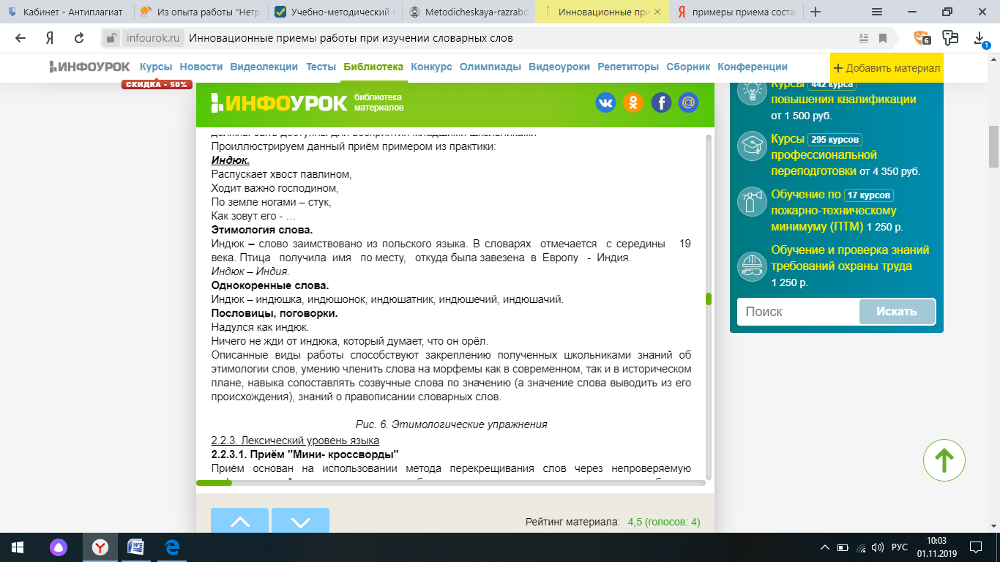 Кабинет - Антиплагиат
Из опыта работы "Нетр
Учебно-методический
Metodicheskaya-razrabo
Инновационные при
примеры приема соста
infourok.ru
Инновационные приемы работы при изучении словарных слов
6
1
ИНФОУРОК
Курсы
Новости
Видеолекции
Тесты
Библиотека
Конкурс
Олимпиады
Видеоуроки
Репетиторы
Сборник
Конференции
+ Добавить материал
СКИДКА - 50%
ИНФОУРОК
библиотека
материалов
Проиллюстрируем данный приём примером из практики:
Индюк.
Распускает хвост павлином,
Ходит важно господином,
По земле ногами – стук,
Как зовут его - …
Этимология слова.
Индюк – слово заимствовано из польского языка. В словарях отмечается с середины 19
века. Птица получила имя по месту, откуда была завезена в Европу - Индия.
Индюк – Индия.
Однокоренные слова.
Индюк – индюшка, индюшонок, индюшатник, индюшечий, индюшачий.
Пословицы, поговорки.
Надулся как индюк.
Ничего не жди от индюка, который думает, что он орёл.
Описанные виды работы способствуют закреплению полученных школьниками знаний об
этимологии слов, умению членить слова на морфемы как в современном, так и в историческом
плане, навыка сопоставлять созвучные слова по значению (а значение слова выводить из его
происхождения), знаний о правописании словарных слов.
Рис. 6. Этимологические упражнения
2.2.3. Лексический уровень языка
2.2.3.1. Приём "Мини- кроссворды"
Приём основан на использовании метода перекрещивания слов через непроверяемую
Рейтинг материала: 4,5 (голосов: 4)
Курсы 442 курса
повышения квалификации
от 1 500 руб.
Курсы 295 курсов
профессиональной
переподготовки от 4 350 руб.
Обучение по 17 курсов
пожарно-техническому
минимуму (ПТМ) 1 250 р.
Обучение и проверка знаний
требований охраны труда
1 250 р.
Поиск
Искать
РУС
10:03
01.11.2019